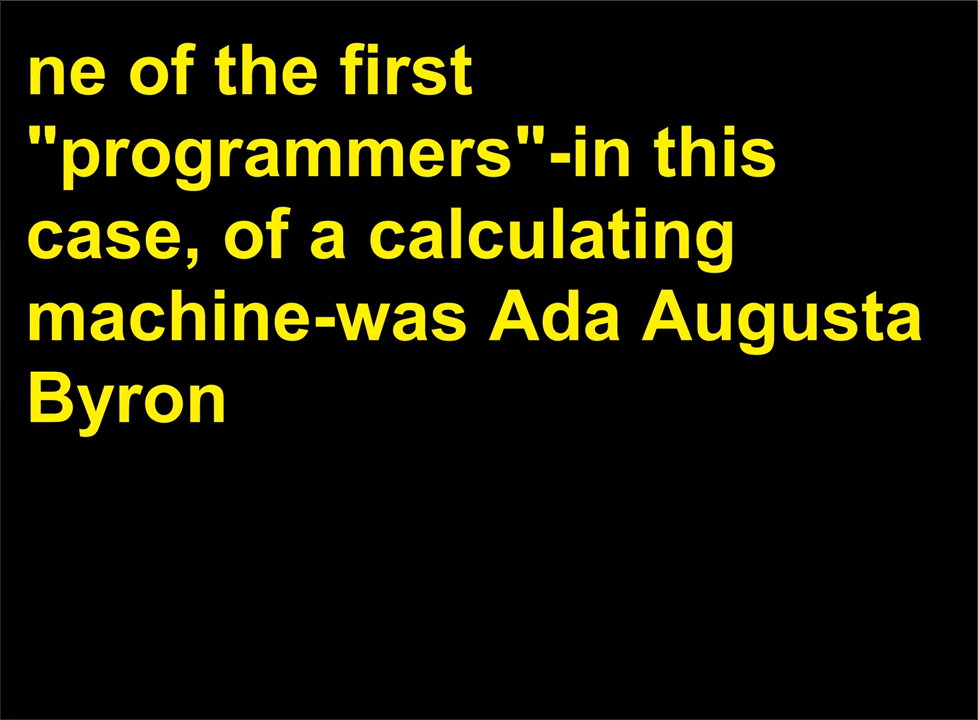 ne of the first
"programmers"-in this
case, of a calculating
machine-was Ada Augusta
Byron